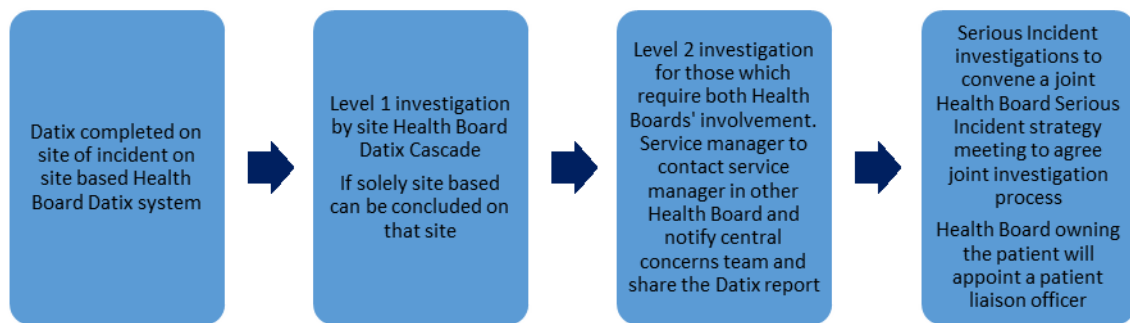 Datix completed on
site of incident on
site based Health
Board Datix system
Level 1 investigation
by site Health Board
Datix Cascade
If solely site based
can be concluded on
that site
Level 2 investigation
for those which
require both Health
Boards' involvement.
Service manager to
contact service
manager in other
Health Board and
notify central
concerns team and
share the Datix report
Serious Incident
investigations to
convene a joint
Health Board Serious
Incident strategy
meeting to agree
joint investigation
process
Health Board owning
the patient will
appoint a patient
liaison officer